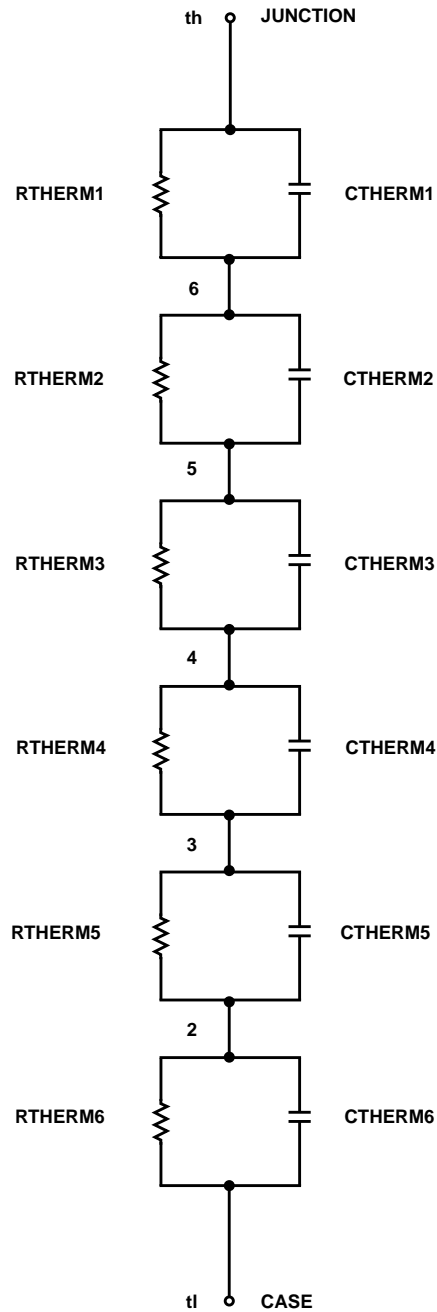 th JUNCTION
RTHERM1 CTHERM1
6
RTHERM2 CTHERM2
5
RTHERM3 CTHERM3
4
RTHERM4 CTHERM4
3
RTHERM5 CTHERM5
2
RTHERM6 CTHERM6
tl CASE